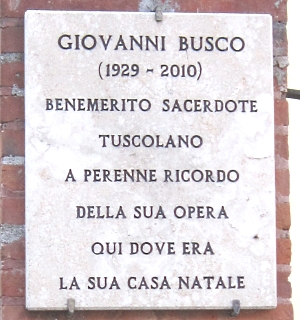 GIOVANNI BUSCO
(1929 - 2010)
BENEMERITO SACERDOTE
TUSCOLANO
A PERENNE RICORDO
DELLA SUA OPERA
QUI DOVE ERA
LA SUA CASA NATALE